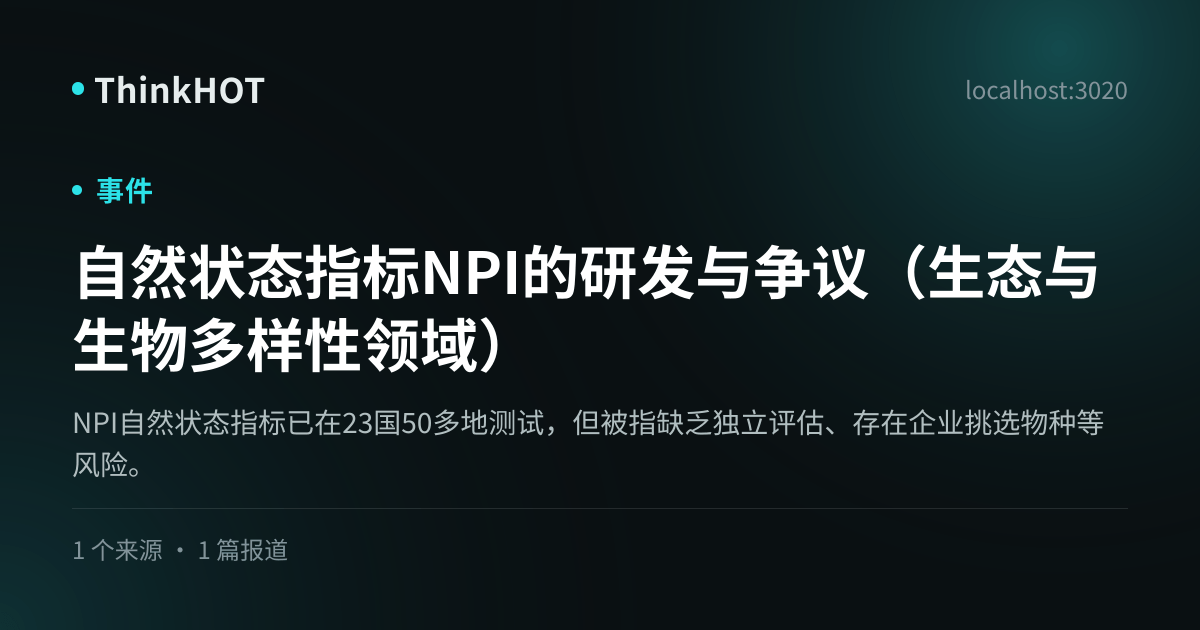 ThinkHOT
localhost:3020
事件
自然状态指标NPI的研发与争议（生态与
生物多样性领域）
NPI自然状态指标已在23国50多地测试，但被指缺乏独立评估、存在企业挑选物种等
风险。
1 个来源 · 1 篇报道